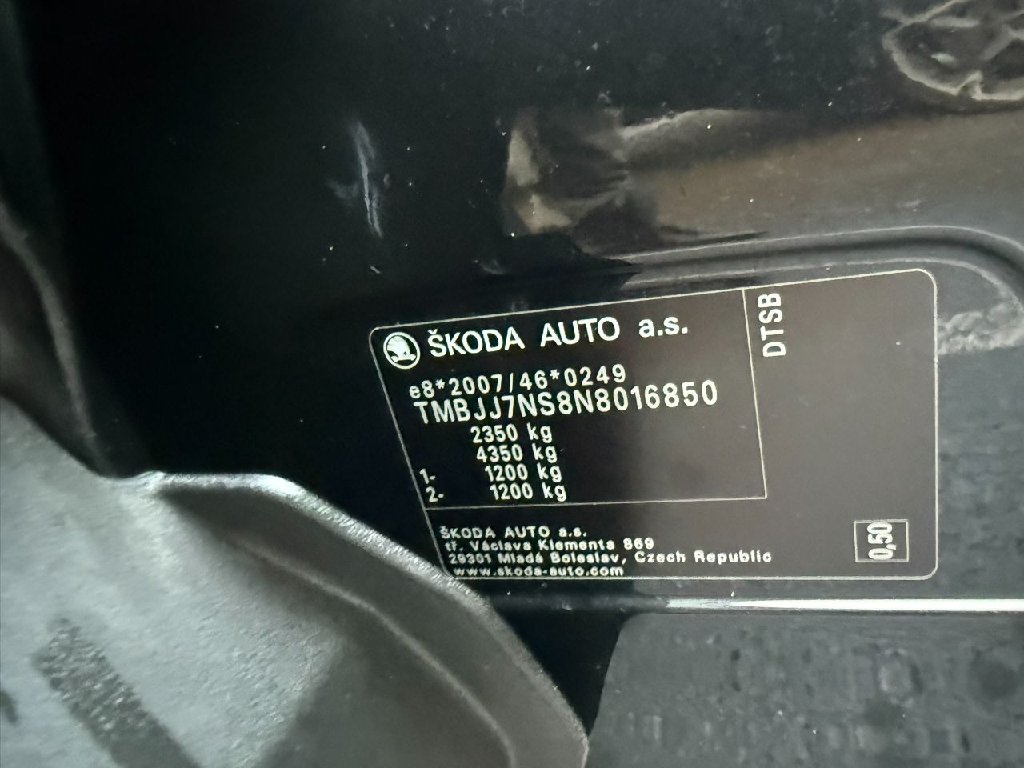 ŠKODA AUTO a.s.
DTSB
e8*2007/46*0249
TMBJJ7NS8N8016850
2350 kg
4350 kg
1- 1200 kg
2- 1200 kg
ŠKODA AUTO a.s.
tř. Václava Klementa 869
29301 Mladá Boleslav, Czech Republic
www.skoda-auto.com
0,50